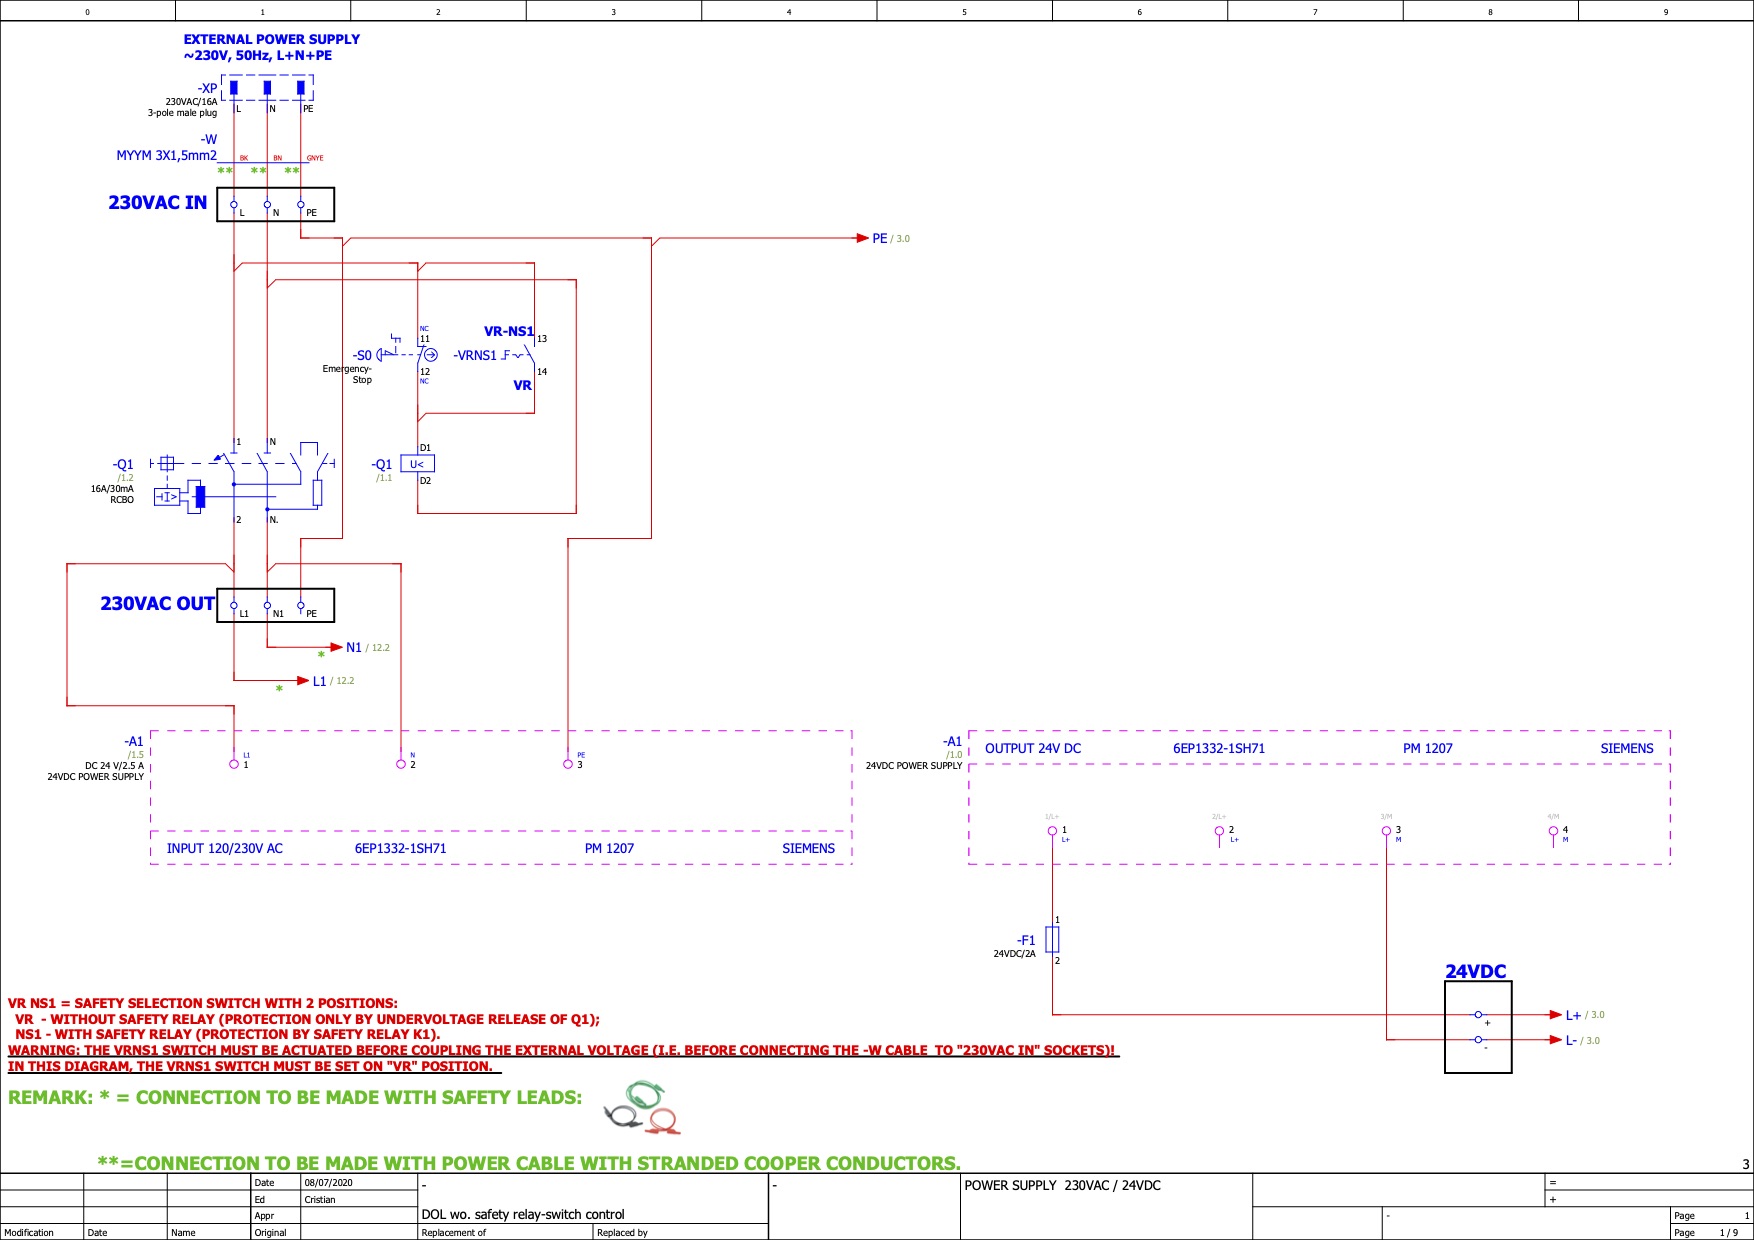 0 1 2 3 4 5 6 7 8 9
EXTERNAL POWER SUPPLY
~230V, 50Hz, L+N+PE
-XP
230VAC/16A
3-pole male plug
L N PE
-W
MYYM 3X1,5mm2
BK BN GNYE
** ** **
230VAC IN
L N PE
PE / 3.0
NC
11
-S0
Emergency-
Stop
12
NC
VR-NS1
13
-VRNS1
14
VR
1 N
-Q1
/1.2
16A/30mA
RCBO
I>
2 N.
-Q1
/1.1
D1
U<
D2
230VAC OUT
L1 N1 PE
N1 / 12.2
*
L1 / 12.2
*
-A1
/1.5
DC 24 V/2.5 A
24VDC POWER SUPPLY
L1
1
N
2
PE
3
INPUT 120/230V AC 6EP1332-1SH71 PM 1207 SIEMENS
-A1
/1.0
24VDC POWER SUPPLY
OUTPUT 24V DC 6EP1332-1SH71 PM 1207 SIEMENS
1/L+ 2/L+ 3/M 4/M
1 2 3 4
L+ L+ M M
-F1
24VDC/2A
1
2
24VDC
+
-
L+ / 3.0
L- / 3.0
VR NS1 = SAFETY SELECTION SWITCH WITH 2 POSITIONS:
VR - WITHOUT SAFETY RELAY (PROTECTION ONLY BY UNDERVOLTAGE RELEASE OF Q1);
NS1 - WITH SAFETY RELAY (PROTECTION BY SAFETY RELAY K1).
WARNING: THE VRNS1 SWITCH MUST BE ACTUATED BEFORE COUPLING THE EXTERNAL VOLTAGE (I.E. BEFORE CONNECTING THE -W CABLE TO "230VAC IN" SOCKETS)!
IN THIS DIAGRAM, THE VRNS1 SWITCH MUST BE SET ON "VR" POSITION.
REMARK: * = CONNECTION TO BE MADE WITH SAFETY LEADS:
**=CONNECTION TO BE MADE WITH POWER CABLE WITH STRANDED COOPER CONDUCTORS.
3
Date 08/07/2020
Ed Cristian
Appr
Modification Date Name Original
-
DOL wo. safety relay-switch control
Replacement of Replaced by
-
POWER SUPPLY 230VAC / 24VDC
=
+
-
Page 1
Page 1 / 9